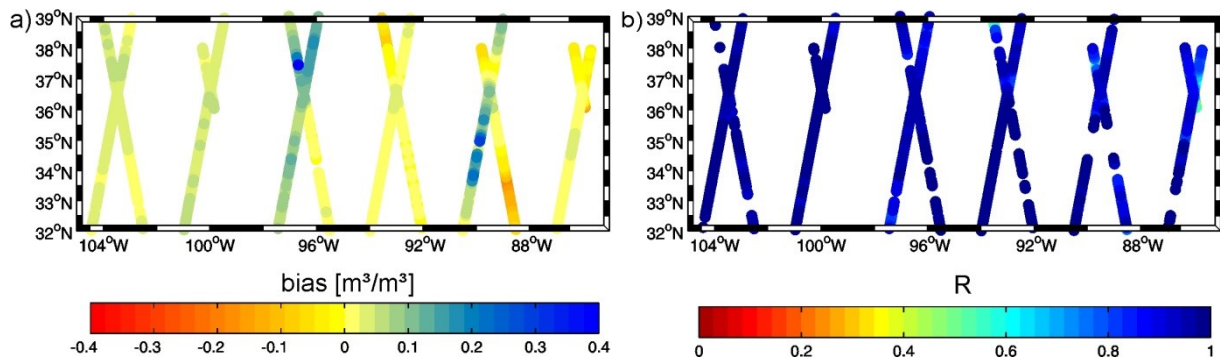 a)
39°N
38°N
37°N
36°N
35°N
34°N
33°N
32°N
104°W 100°W 96°W 92°W 88°W
bias [m³/m³]
-0.4 -0.3 -0.2 -0.1 0 0.1 0.2 0.3 0.4
b)
39°N
38°N
37°N
36°N
35°N
34°N
33°N
32°N
104°W 100°W 96°W 92°W 88°W
R
0 0.2 0.4 0.6 0.8 1